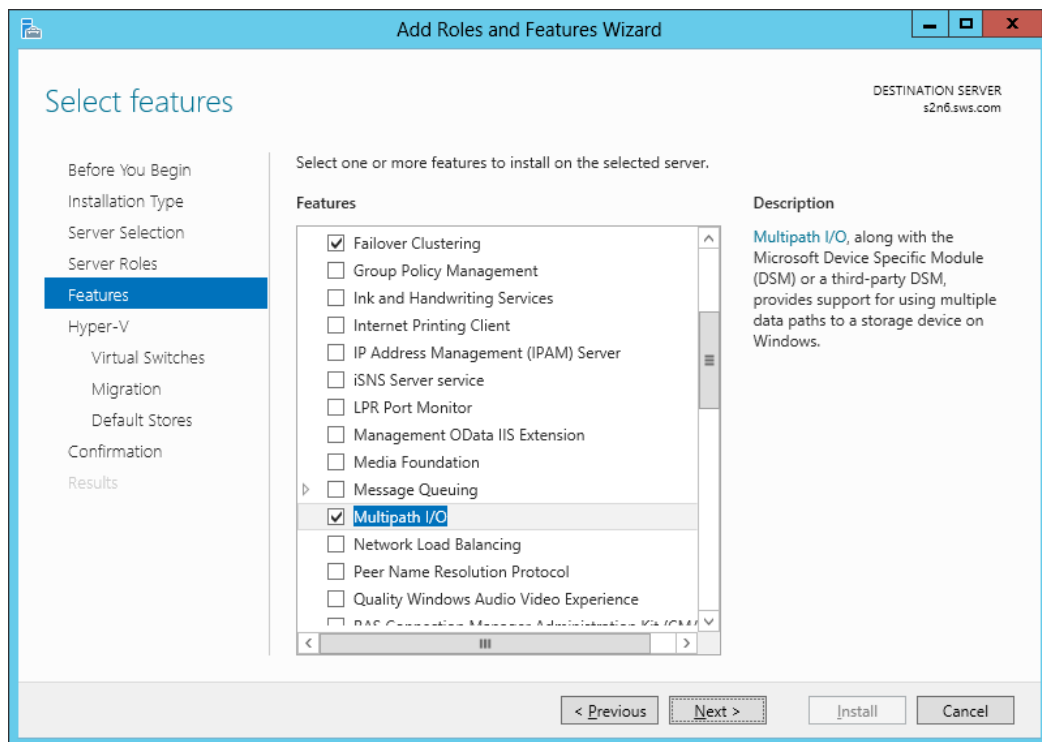 Add Roles and Features Wizard
Select features
DESTINATION SERVER
s2n6.sws.com
Before You Begin
Installation Type
Server Selection
Server Roles
Features
Hyper-V
Virtual Switches
Migration
Default Stores
Confirmation
Results
Select one or more features to install on the selected server.
Features
Failover Clustering
Group Policy Management
Ink and Handwriting Services
Internet Printing Client
IP Address Management (IPAM) Server
iSNS Server service
LPR Port Monitor
Management OData IIS Extension
Media Foundation
Message Queuing
Multipath I/O
Network Load Balancing
Peer Name Resolution Protocol
Quality Windows Audio Video Experience
RAS Connection Manager Administration Kit (CMA
Description
Multipath I/O, along with the
Microsoft Device Specific Module
(DSM) or a third-party DSM,
provides support for using multiple
data paths to a storage device on
Windows.
< Previous
Next >
Install
Cancel